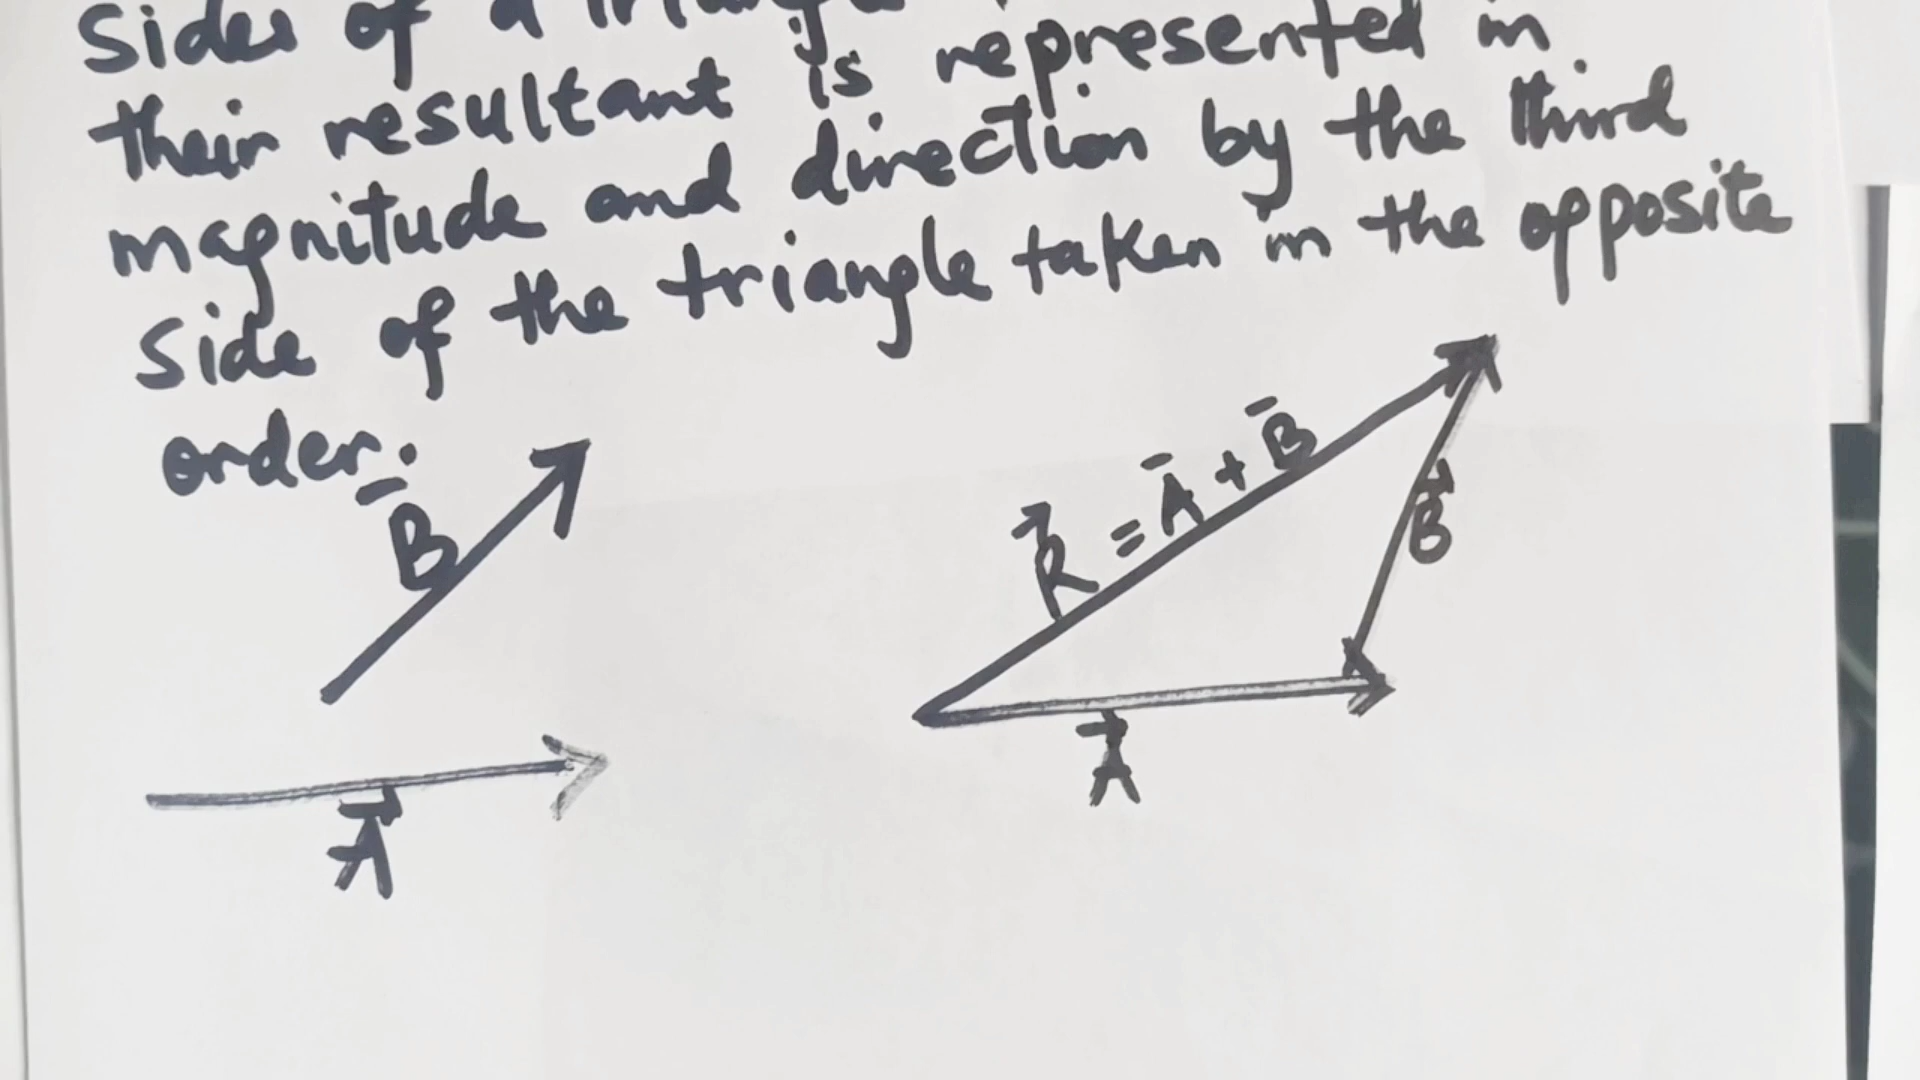 Sides of a
their resultant is represented in
magnitude and direction by the third
side of the triangle taken in the opposite
order.
B̄
R⃗ = Ā + B̄
B⃗
A⃗
A⃗